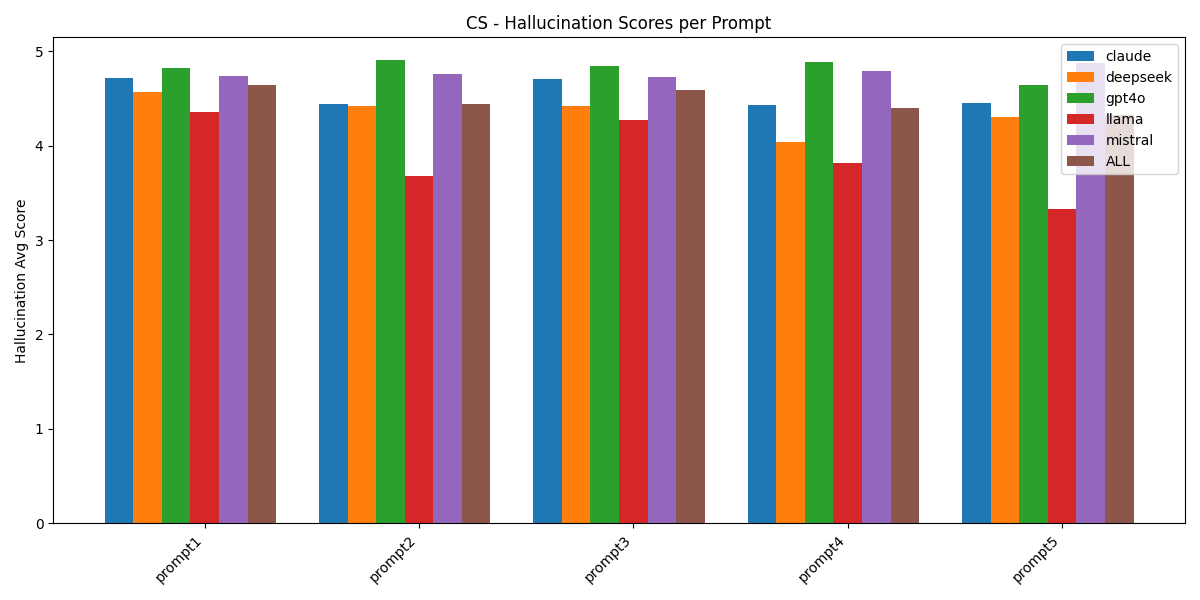 CS - Hallucination Scores per Prompt
Hallucination Avg Score
5
4
3
2
1
0
claude
deepseek
gpt4o
llama
mistral
ALL
prompt1
prompt2
prompt3
prompt4
prompt5